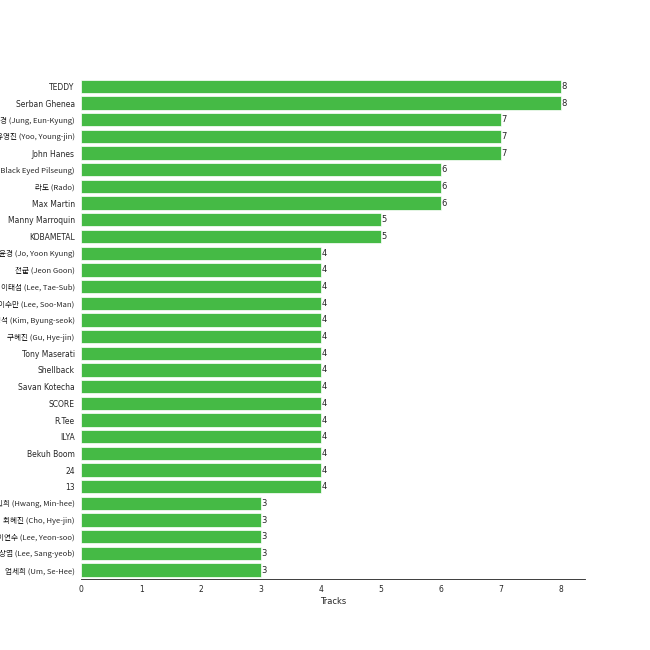 TEDDY 8
Serban Ghenea 8
경 (Jung, Eun-Kyung) 7
유영진 (Yoo, Young-jin) 7
John Hanes 7
Black Eyed Pilseung) 6
라도 (Rado) 6
Max Martin 6
Manny Marroquin 5
KOBAMETAL 5
윤경 (Jo, Yoon Kyung) 4
전군 (Jeon Goon) 4
이태섭 (Lee, Tae-Sub) 4
이수만 (Lee, Soo-Man) 4
석 (Kim, Byung-seok) 4
구혜진 (Gu, Hye-jin) 4
Tony Maserati 4
Shellback 4
Savan Kotecha 4
SCORE 4
R.Tee 4
ILYA 4
Bekuh Boom 4
24 4
13 4
민희 (Hwang, Min-hee) 3
최혜진 (Cho, Hye-jin) 3
이연수 (Lee, Yeon-soo) 3
상엽 (Lee, Sang-yeob) 3
엄세희 (Um, Se-Hee) 3
0 1 2 3 4 5 6 7 8
Tracks